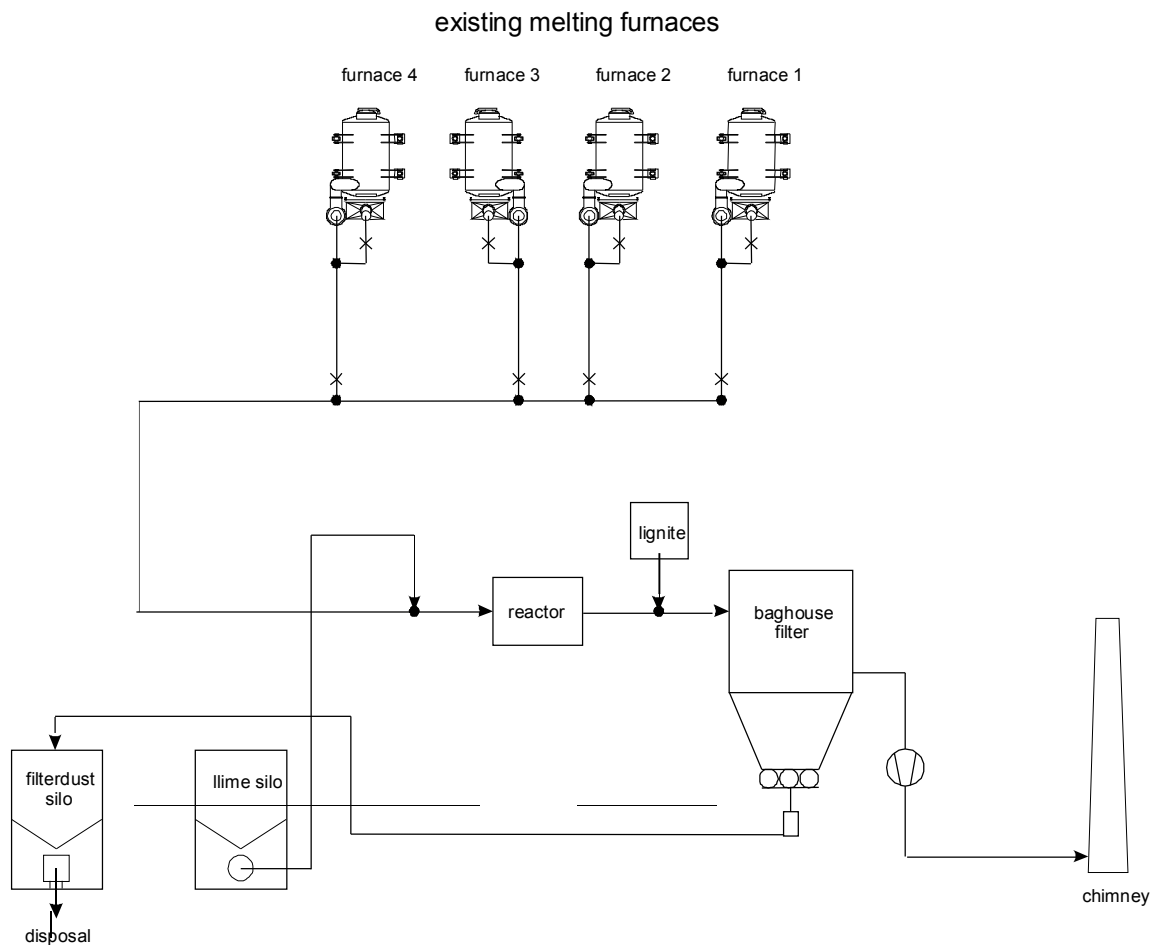 existing melting furnaces
furnace 4 furnace 3 furnace 2 furnace 1
lignite
reactor
baghouse
filter
filterdust
silo
llime silo
chimney
disposal